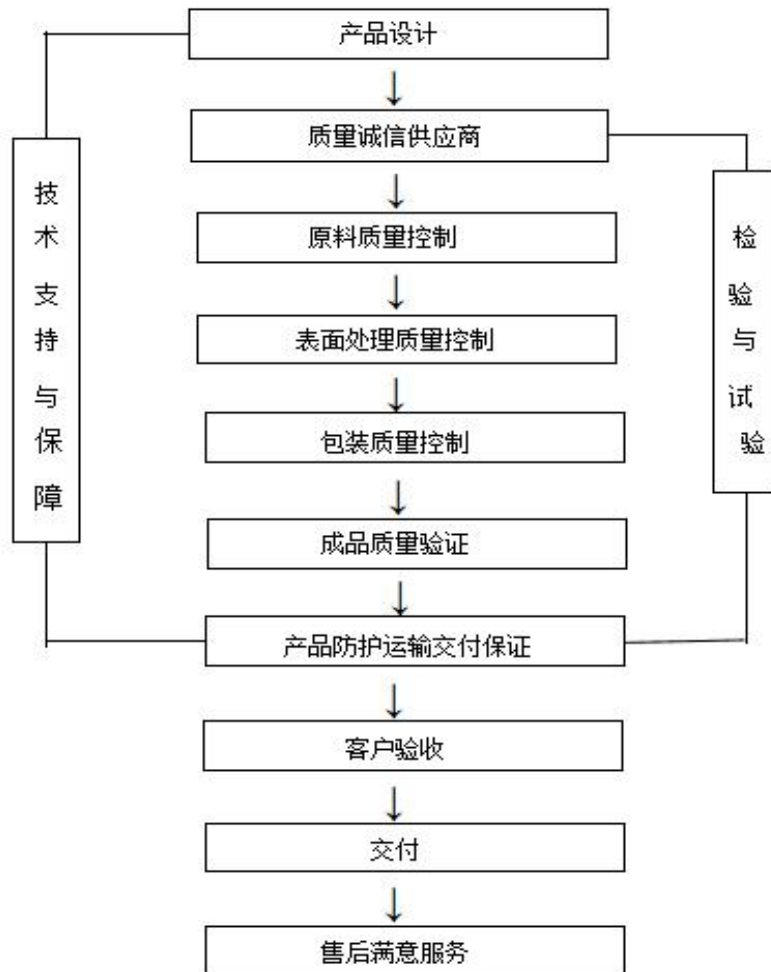 产品设计
质量诚信供应商
原料质量控制
表面处理质量控制
包装质量控制
成品质量验证
产品防护运输交付保证
客户验收
交付
售后满意服务
技术支持与保障
检验与试验